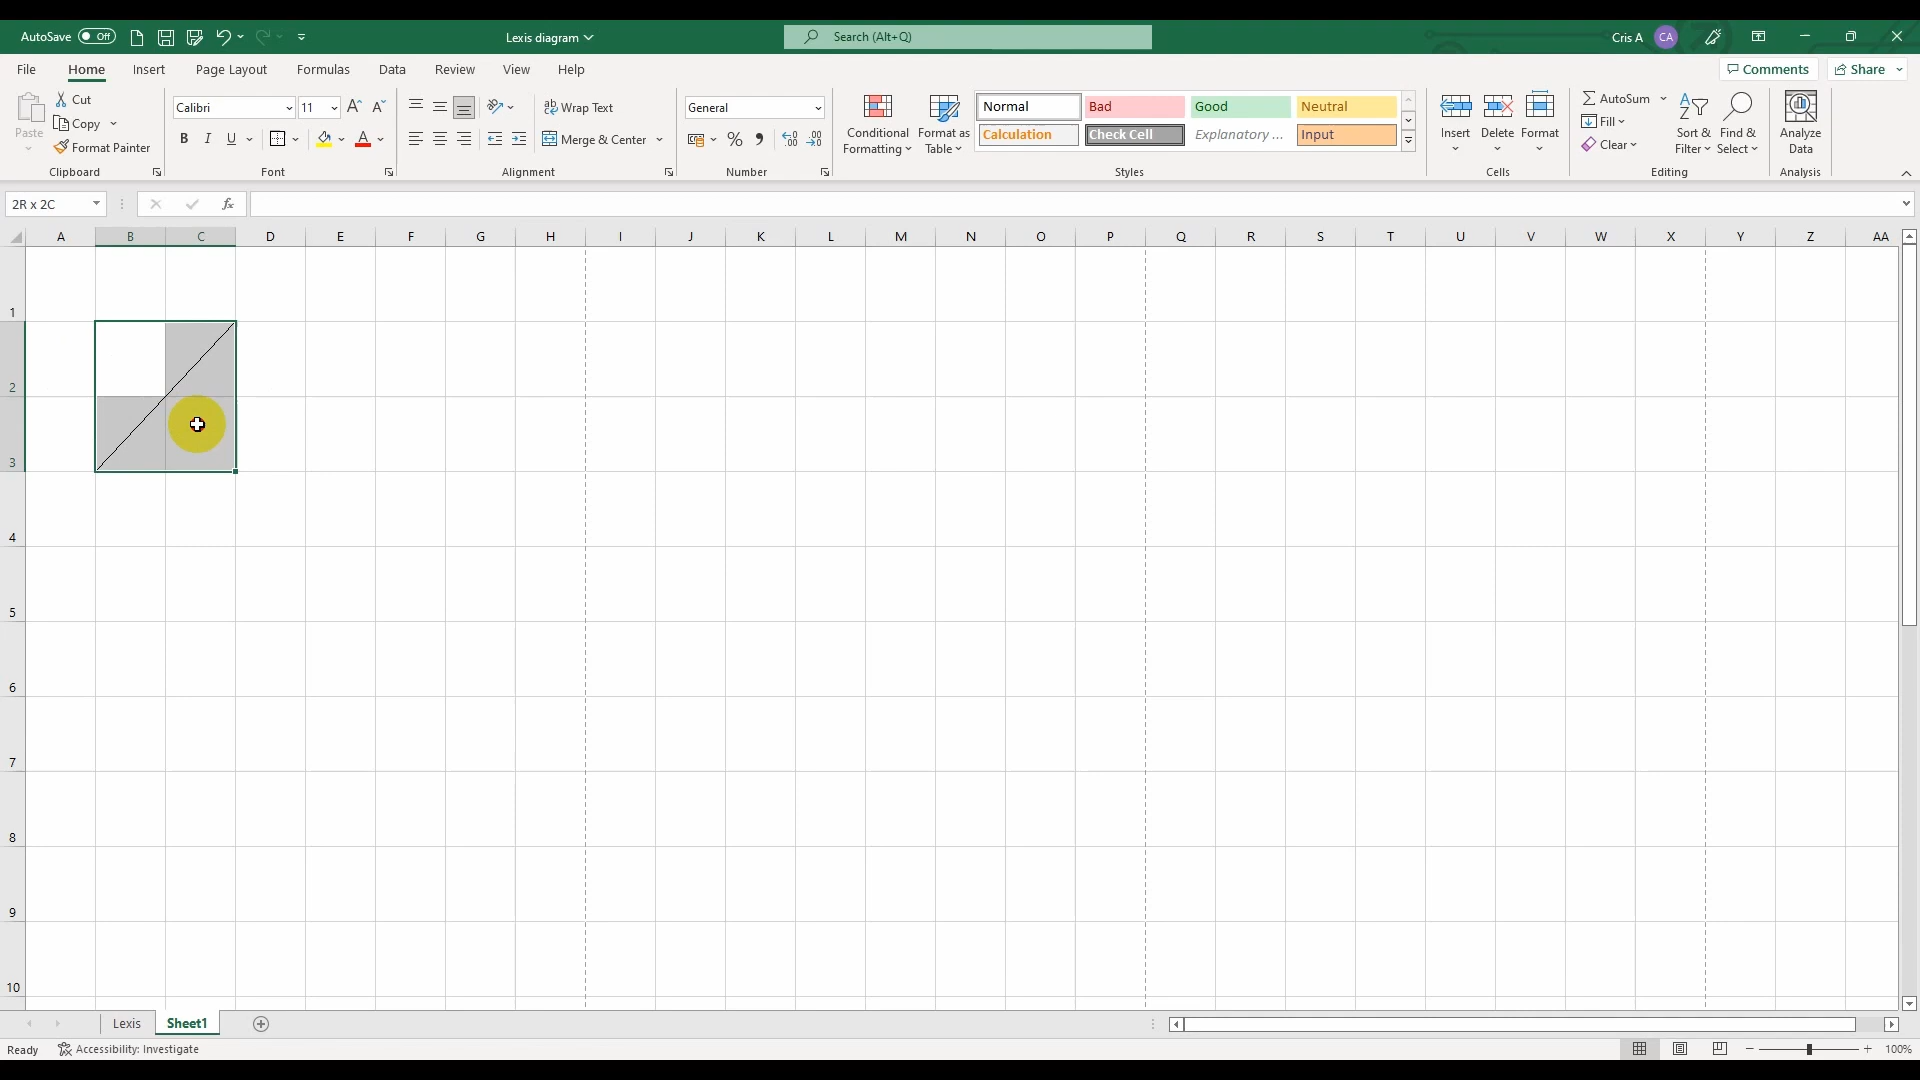 AutoSave Off
Lexis diagram
Search (Alt+Q)
Cris A CA
File Home Insert Page Layout Formulas Data Review View Help
Comments Share
Paste
Cut
Copy
Format Painter
Clipboard
Calibri 11 A A
B I U A
Font
ab Wrap Text
Merge & Center
Alignment
General
% 9 .00
Number
Conditional Formatting
Format as Table
Normal Bad Good Neutral
Calculation Check Cell Explanatory ... Input
Styles
Insert Delete Format
Cells
AutoSum
Fill
Clear
Sort & Filter
Find & Select
Editing
Analyze Data
Analysis
2R x 2C
fx
A B C D E F G H I J K L M N O P Q R S T U V W X Y Z AA
1
2
3
4
5
6
7
8
9
10
Lexis Sheet1
Ready Accessibility: Investigate
100%